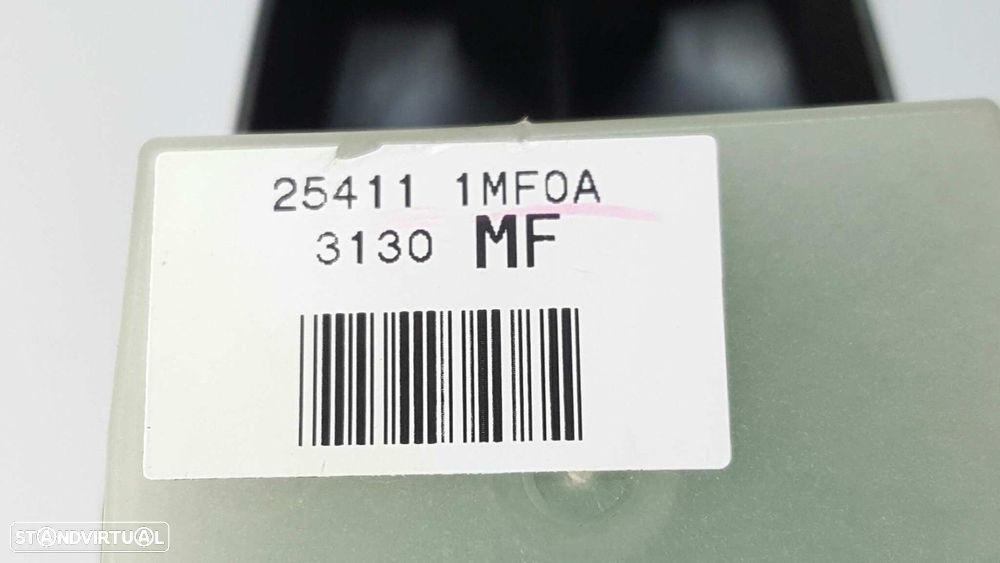 25411 1MF0A
3130 MF
STANDVIRTUAL